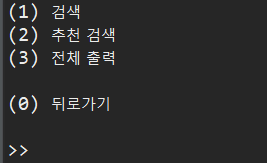 (1) 검색
(2) 추천 검색
(3) 전체 출력
(0) 뒤로가기
>>